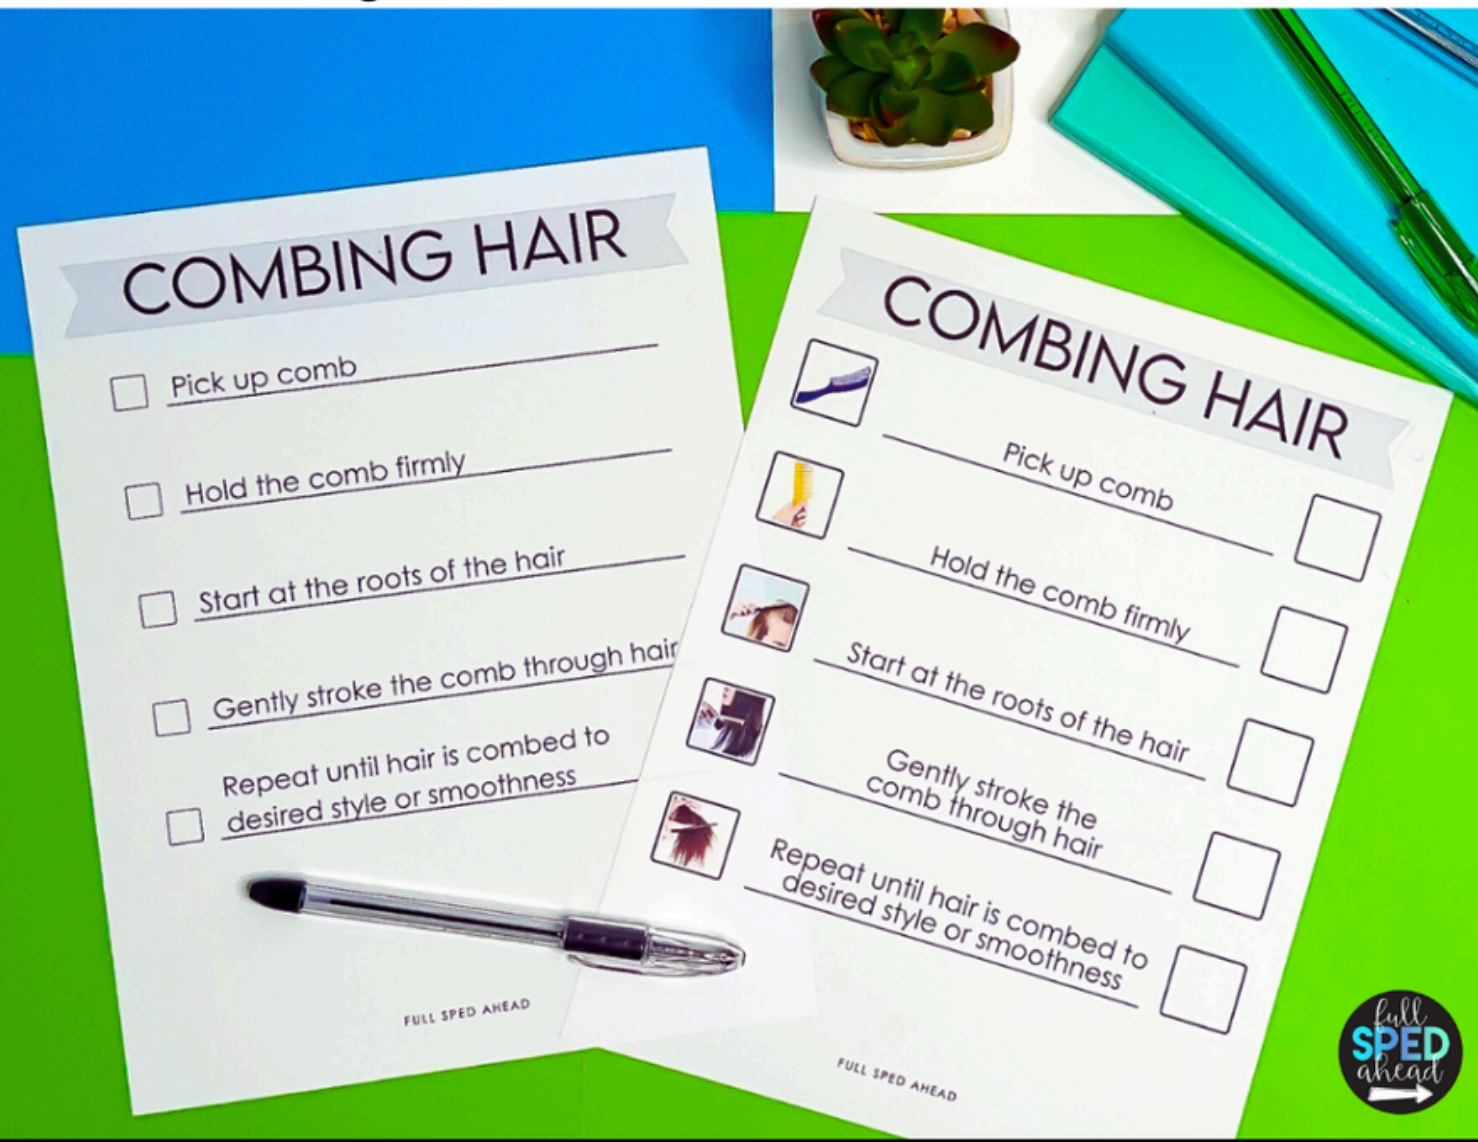 COMBING HAIR
Pick up comb
Hold the comb firmly
Start at the roots of the hair
Gently stroke the comb through hair
Repeat until hair is combed to
desired style or smoothness
FULL SPED AHEAD
COMBING HAIR
Pick up comb
Hold the comb firmly
Start at the roots of the hair
Gently stroke the
comb through hair
Repeat until hair is combed to
desired style or smoothness
FULL SPED AHEAD
full
SPED
ahead